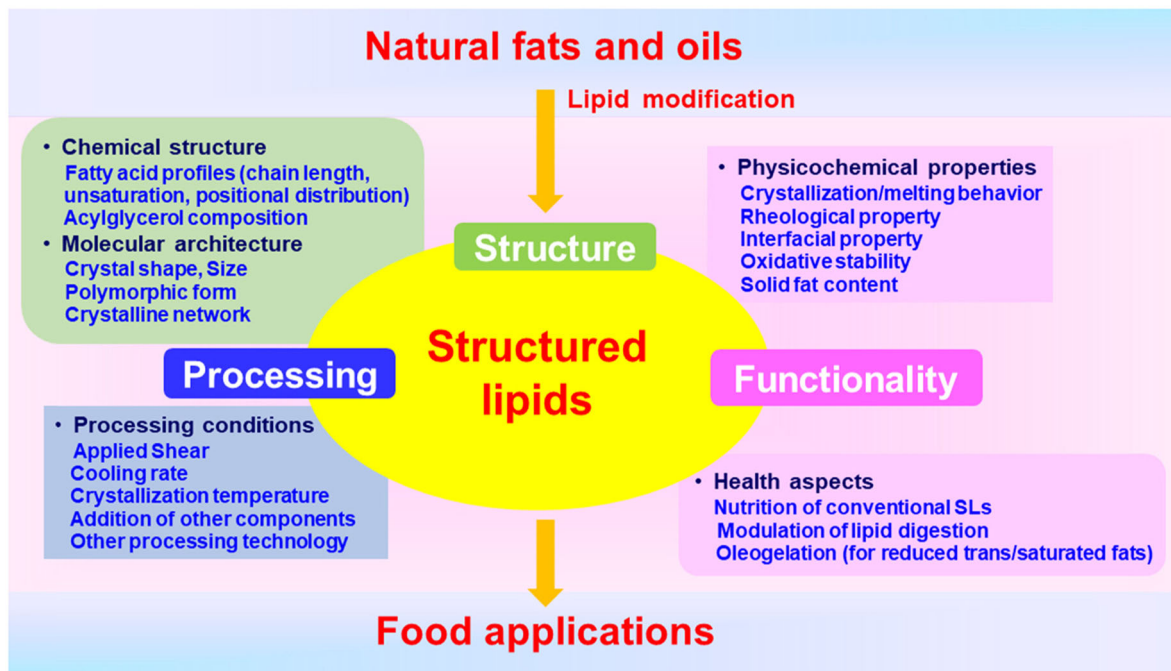 Natural fats and oils
Lipid modification
• Chemical structure
Fatty acid profiles (chain length,
unsaturation, positional distribution)
Acylglycerol composition
• Molecular architecture
Crystal shape, Size
Polymorphic form
Crystalline network
• Physicochemical properties
Crystallization/melting behavior
Rheological property
Interfacial property
Oxidative stability
Solid fat content
Structure
Structured
lipids
Processing
Functionality
• Processing conditions
Applied Shear
Cooling rate
Crystallization temperature
Addition of other components
Other processing technology
• Health aspects
Nutrition of conventional SLs
Modulation of lipid digestion
Oleogelation (for reduced trans/saturated fats)
Food applications